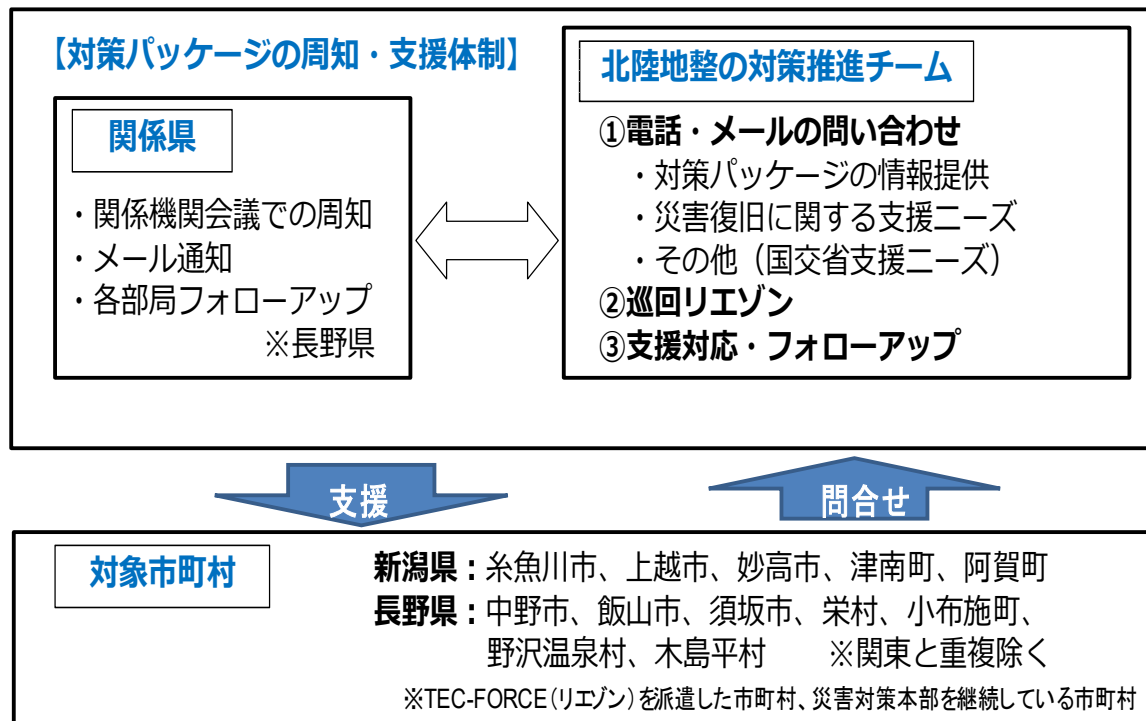 【対策パッケージの周知・支援体制】
関係県
・関係機関会議での周知
・メール通知
・各部局フォローアップ
※長野県
北陸地整の対策推進チーム
①電話・メールの問い合わせ
・対策パッケージの情報提供
・災害復旧に関する支援ニーズ
・その他（国交省支援ニーズ）
②巡回リエゾン
③支援対応・フォローアップ
支援
問合せ
対象市町村
新潟県：糸魚川市、上越市、妙高市、津南町、阿賀町
長野県：中野市、飯山市、須坂市、栄村、小布施町、
野沢温泉村、木島平村　　※関東と重複除く
※TEC-FORCE（リエゾン）を派遣した市町村、災害対策本部を継続している市町村